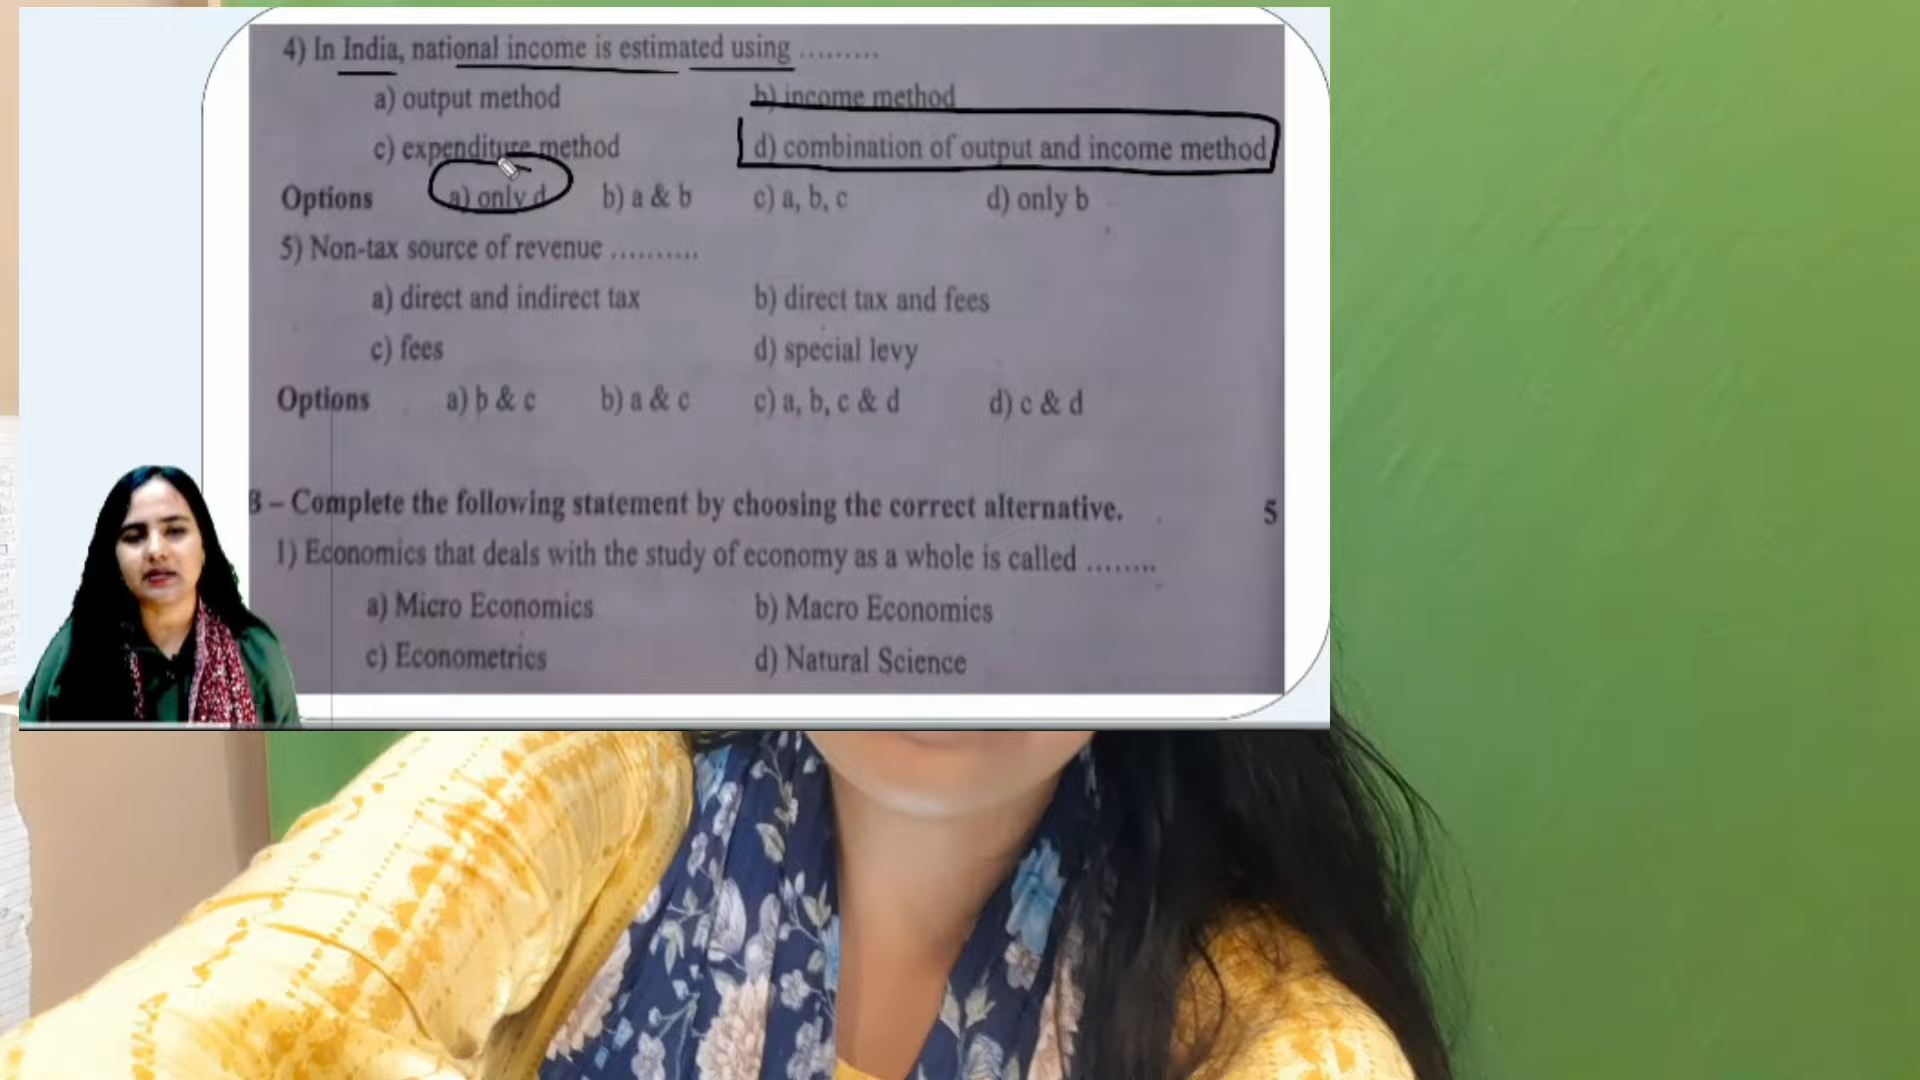 4) In India, national income is estimated using .........
a) output method b) income method
c) expenditure method d) combination of output and income method
Options a) only d b) a & b c) a, b, c d) only b
5) Non-tax source of revenue ..........
a) direct and indirect tax b) direct tax and fees
c) fees d) special levy
Options a) b & c b) a & c c) a, b, c & d d) c & d
B – Complete the following statement by choosing the correct alternative. 5
1) Economics that deals with the study of economy as a whole is called ........
a) Micro Economics b) Macro Economics
c) Econometrics d) Natural Science